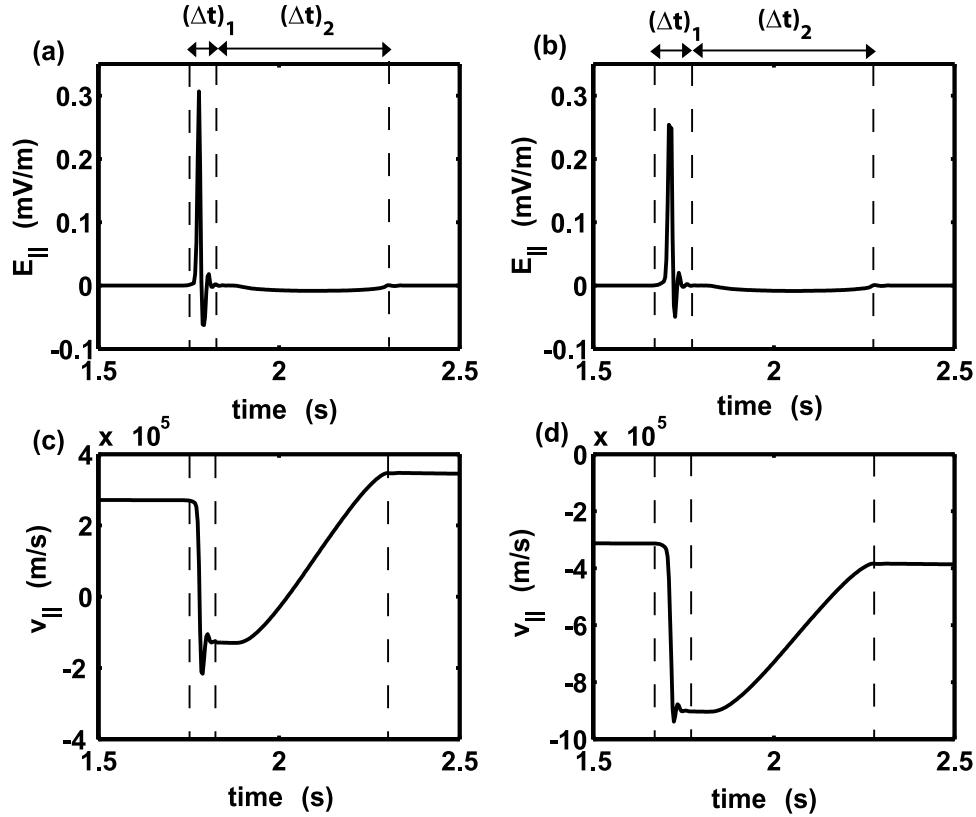 (Δt)1 (Δt)2
(a)
0.3
0.2
0.1
0
-0.1
E|| (mV/m)
1.5 2 2.5
time (s)
(Δt)1 (Δt)2
(b)
0.3
0.2
0.1
0
-0.1
E|| (mV/m)
1.5 2 2.5
time (s)
(c)
x 10^5
4
2
0
-2
-4
v|| (m/s)
1.5 2 2.5
time (s)
(d)
x 10^5
0
-2
-4
-6
-8
-10
v|| (m/s)
1.5 2 2.5
time (s)